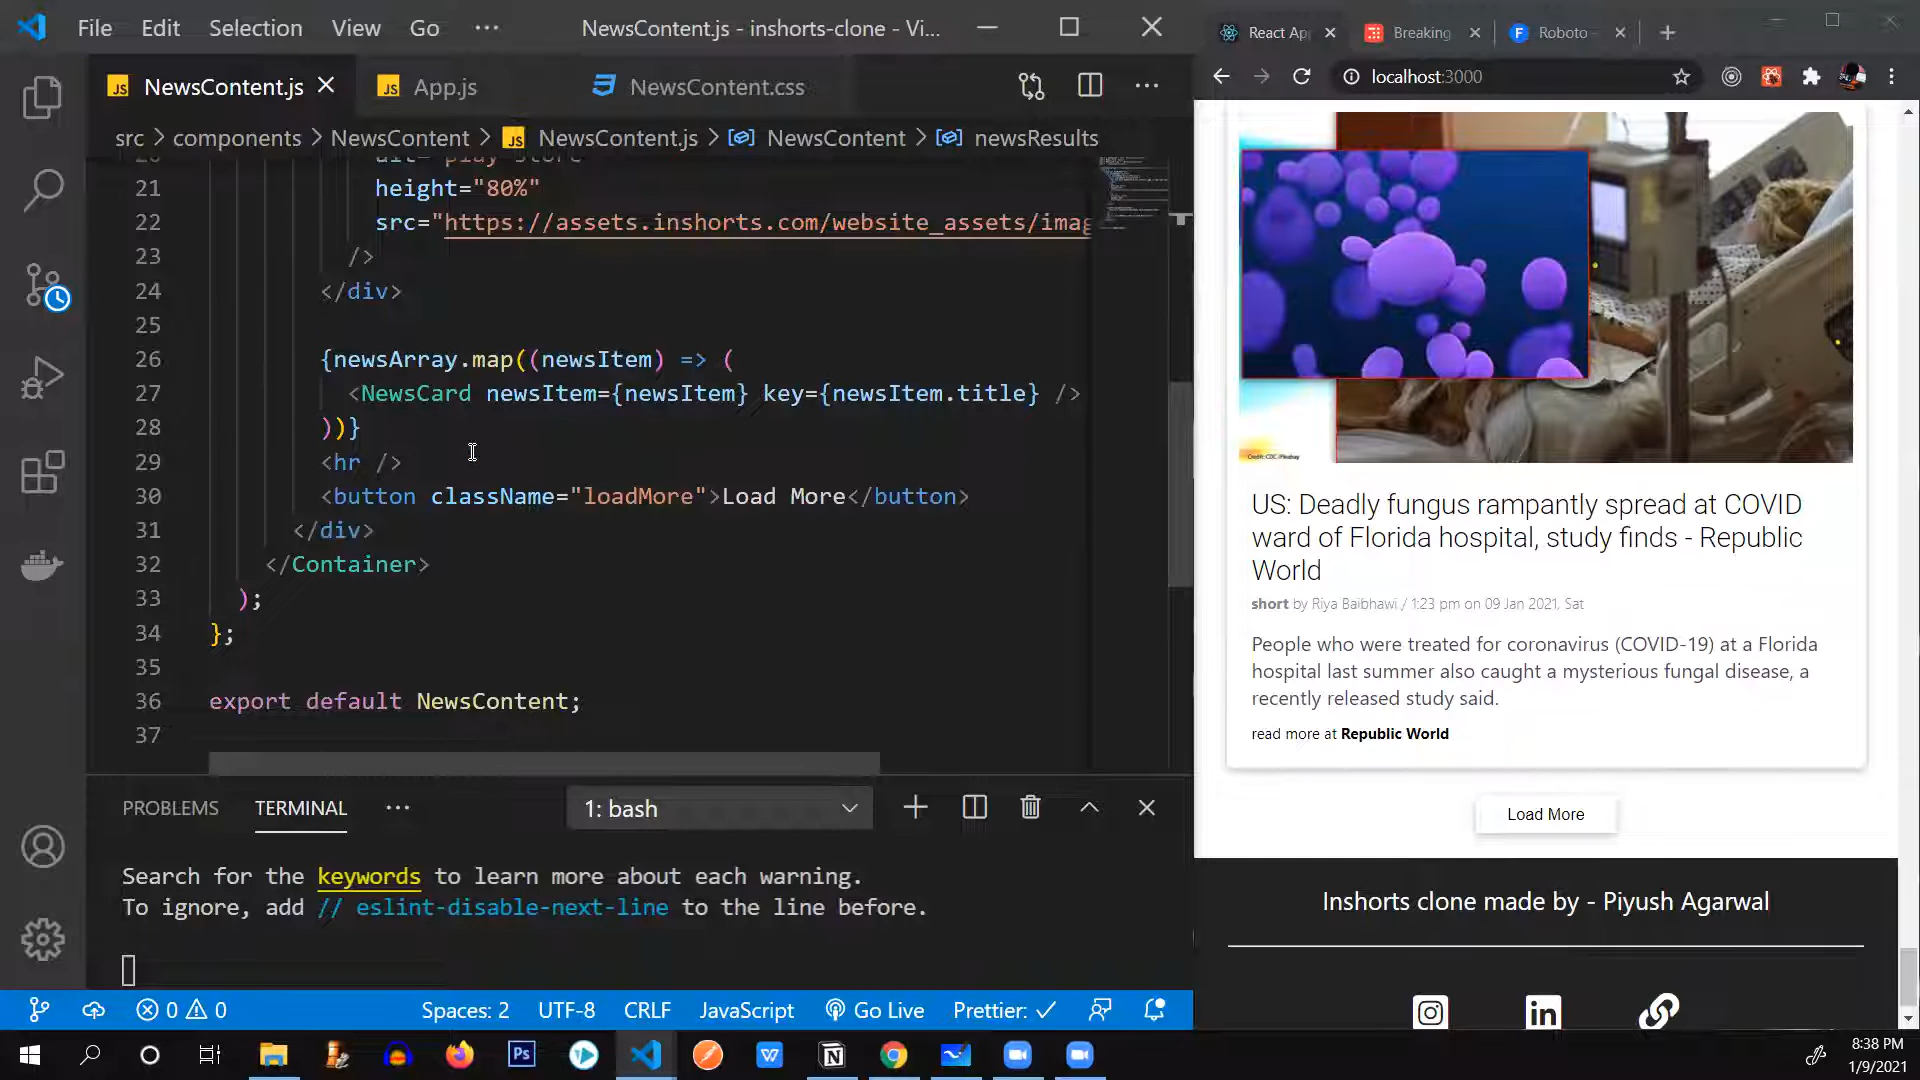 File Edit Selection View Go ··· NewsContent.js - inshorts-clone - Vi...
NewsContent.js App.js NewsContent.css
src > components > NewsContent > NewsContent.js > NewsContent > newsResults
21 height="80%"
22 src="https://assets.inshorts.com/website_assets/imag
23 />
24 </div>
25
26 {newsArray.map((newsItem) => (
27 <NewsCard newsItem={newsItem} key={newsItem.title} />
28 ))}
29 <hr />
30 <button className="loadMore">Load More</button>
31 </div>
32 </Container>
33 );
34 };
35
36 export default NewsContent;
37
PROBLEMS TERMINAL ··· 1: bash
Search for the keywords to learn more about each warning.
To ignore, add // eslint-disable-next-line to the line before.
0 0 Spaces: 2 UTF-8 CRLF JavaScript Go Live Prettier: ✓
React Ap Breaking Roboto -
localhost:3000
US: Deadly fungus rampantly spread at COVID
ward of Florida hospital, study finds - Republic
World
short by Riya Baibhawi / 1:23 pm on 09 Jan 2021, Sat
People who were treated for coronavirus (COVID-19) at a Florida
hospital last summer also caught a mysterious fungal disease, a
recently released study said.
read more at Republic World
Load More
Inshorts clone made by - Piyush Agarwal
8:38 PM
1/9/2021